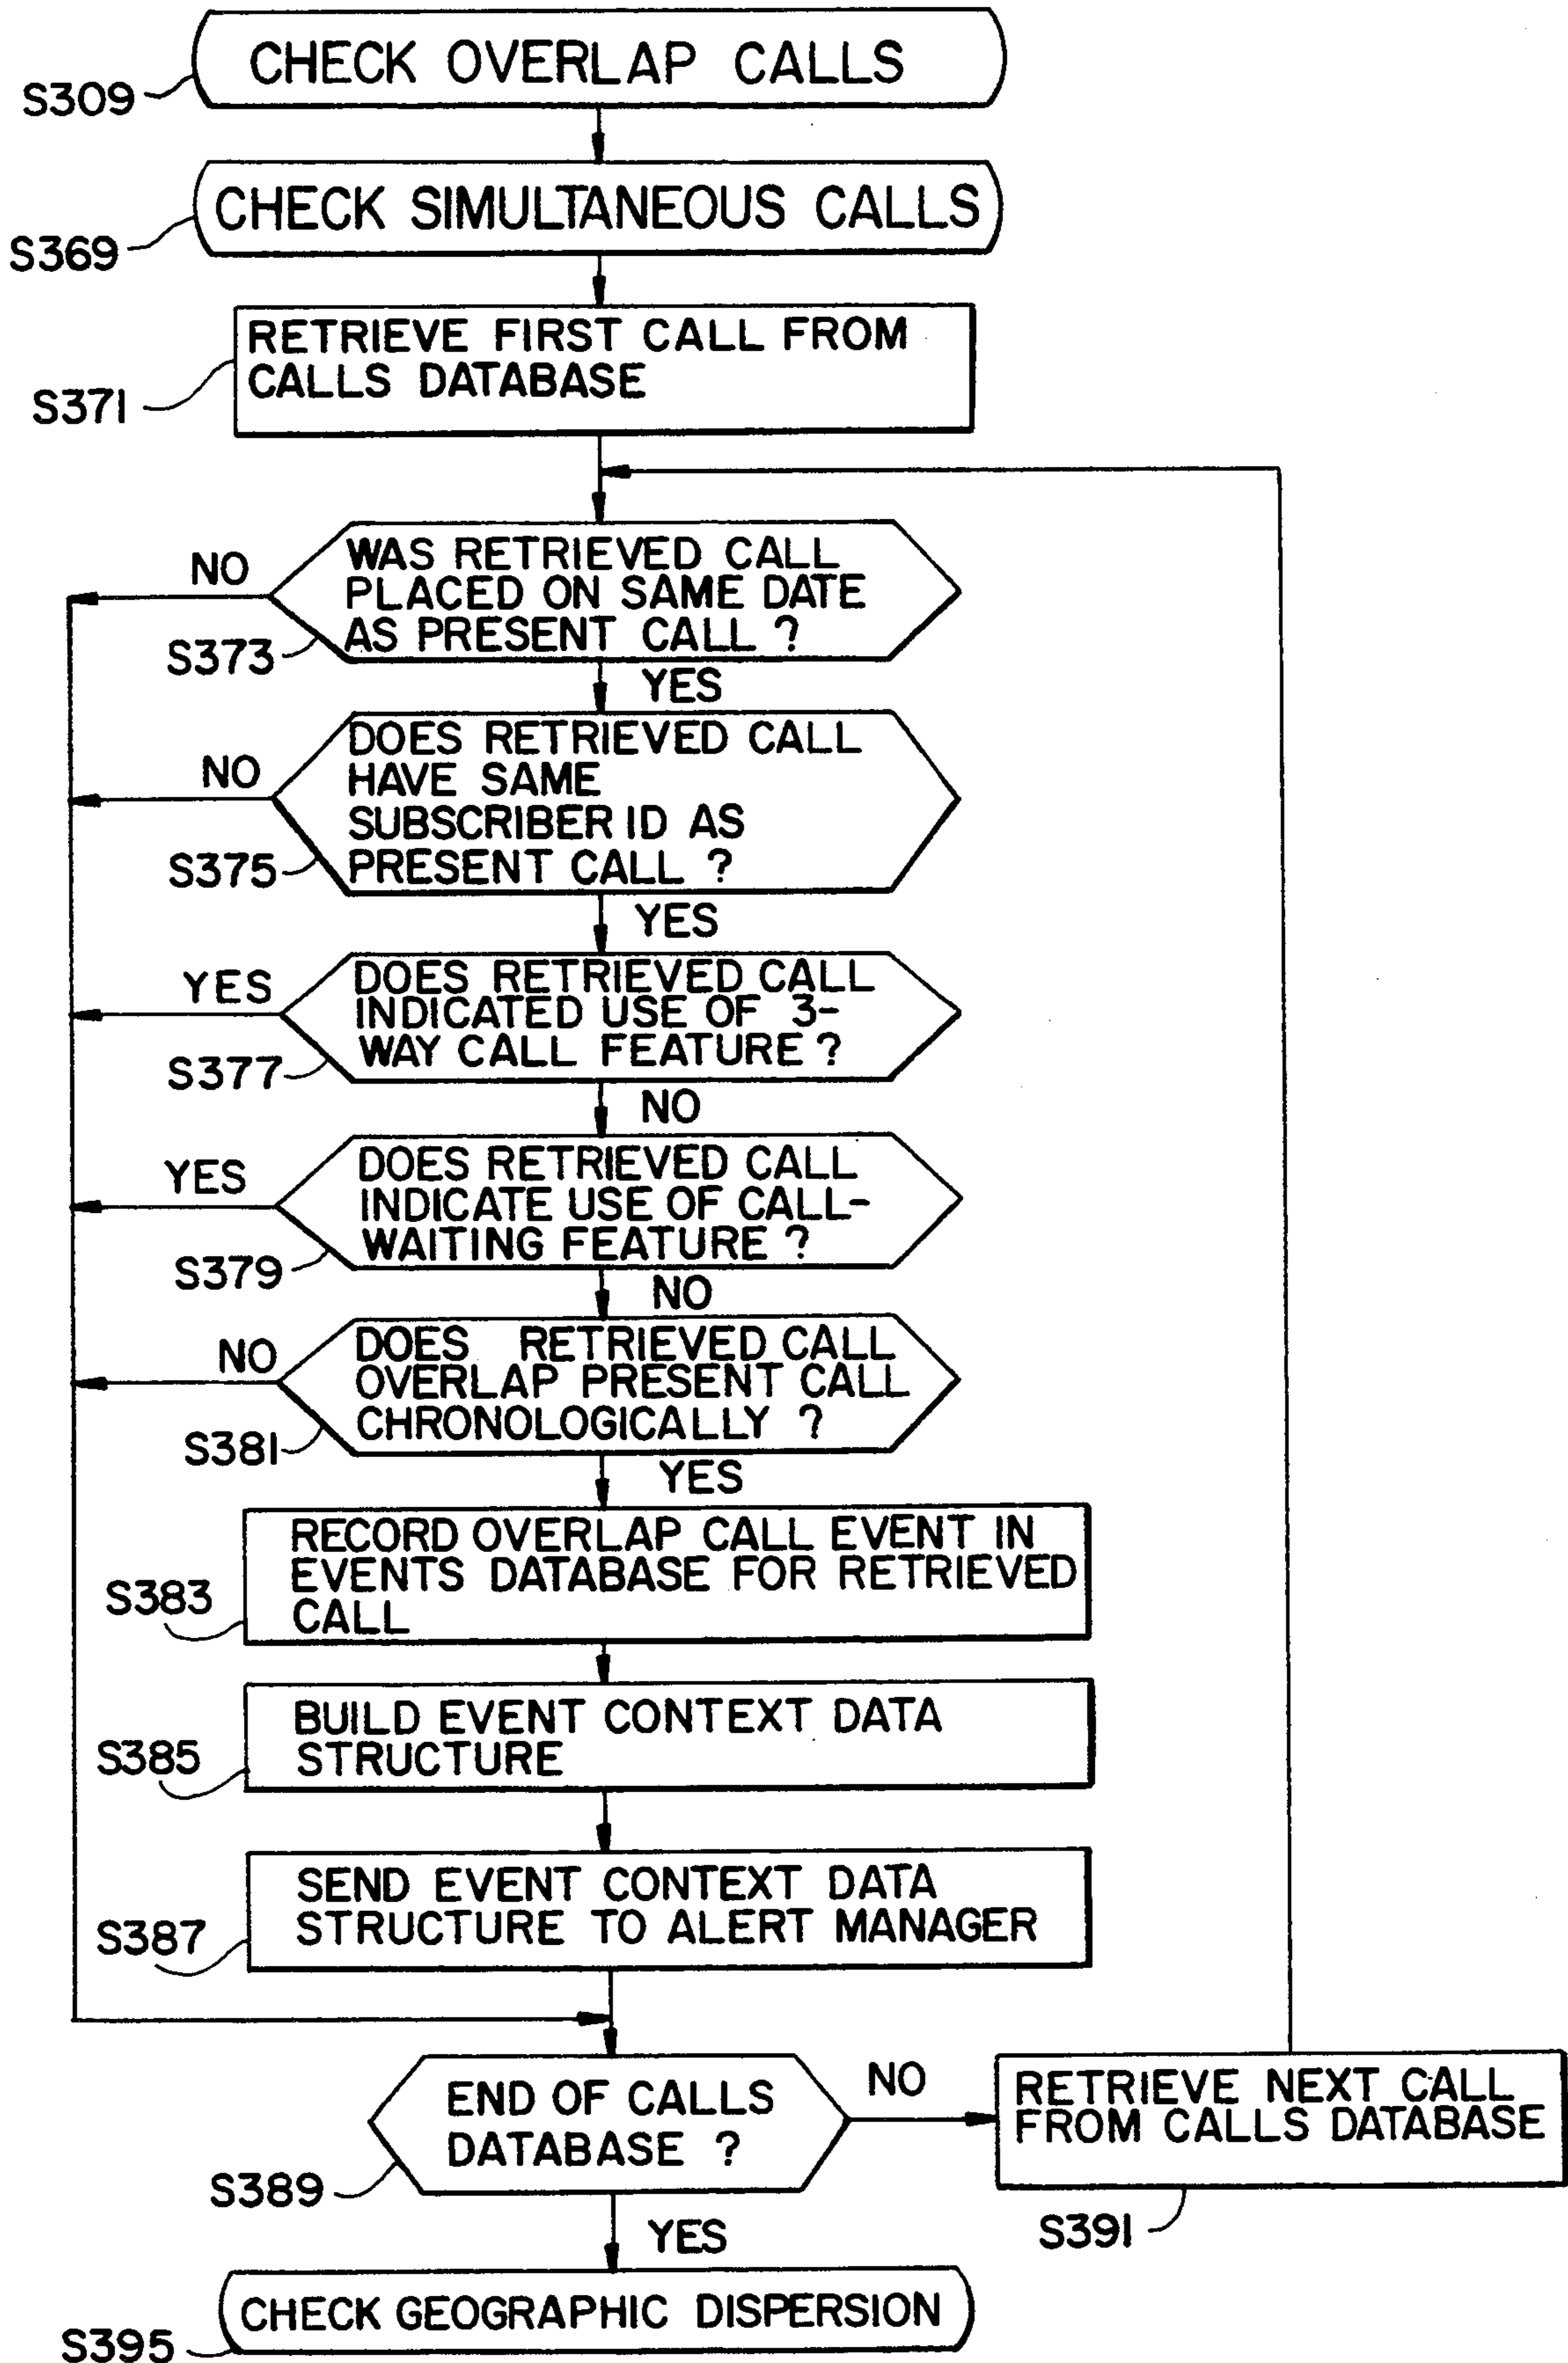 CHECK OVERLAP CALLS
S309
CHECK SIMULTANEOUS CALLS
S369
RETRIEVE FIRST CALL FROM
CALLS DATABASE
S371
WAS RETRIEVED CALL
PLACED ON SAME DATE
AS PRESENT CALL ?
NO
S373
YES
DOES RETRIEVED CALL
HAVE SAME
SUBSCRIBER ID AS
PRESENT CALL ?
NO
S375
YES
DOES RETRIEVED CALL
INDICATED USE OF 3-
WAY CALL FEATURE ?
YES
S377
NO
DOES RETRIEVED CALL
INDICATE USE OF CALL-
WAITING FEATURE ?
YES
S379
NO
DOES RETRIEVED CALL
OVERLAP PRESENT CALL
CHRONOLOGICALLY ?
NO
S381
YES
RECORD OVERLAP CALL EVENT IN
EVENTS DATABASE FOR RETRIEVED
CALL
S383
BUILD EVENT CONTEXT DATA
STRUCTURE
S385
SEND EVENT CONTEXT DATA
STRUCTURE TO ALERT MANAGER
S387
END OF CALLS
DATABASE ?
NO
S389
RETRIEVE NEXT CALL
FROM CALLS DATABASE
S391
YES
CHECK GEOGRAPHIC DISPERSION
S395